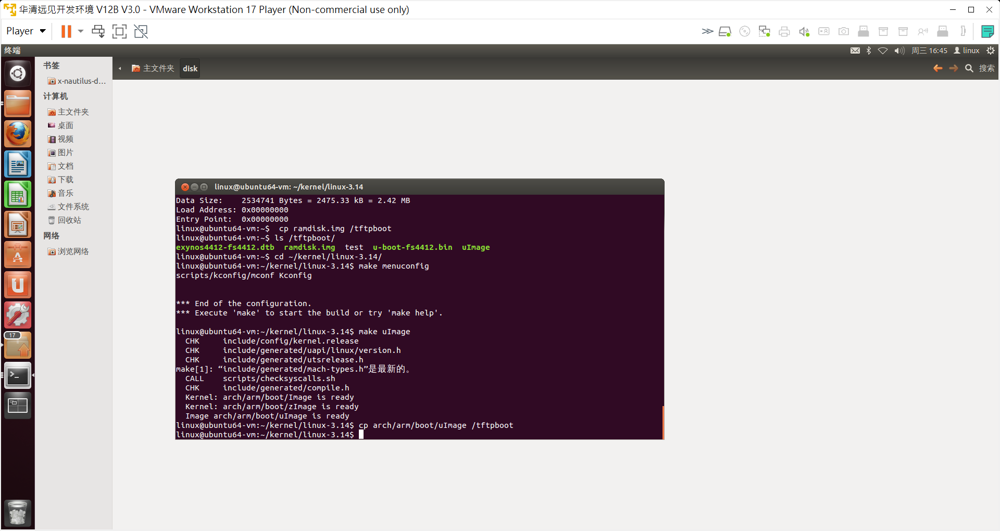 华清远见开发环境 V12B V3.0 - VMware Workstation 17 Player (Non-commercial use only)
Player
终端
周三 16:45
linux
书签
x-nautilus-d...
计算机
主文件夹
桌面
视频
图片
文档
下载
音乐
文件系统
回收站
网络
浏览网络
主文件夹
disk
搜索
17
linux@ubuntu64-vm: ~/kernel/linux-3.14
Data Size:    2534741 Bytes = 2475.33 kB = 2.42 MB
Load Address: 0x00000000
Entry Point:  0x00000000
linux@ubuntu64-vm:~$  cp ramdisk.img /tftpboot
linux@ubuntu64-vm:~$ ls /tftpboot/
exynos4412-fs4412.dtb  ramdisk.img  test  u-boot-fs4412.bin  uImage
linux@ubuntu64-vm:~$ cd ~/kernel/linux-3.14/
linux@ubuntu64-vm:~/kernel/linux-3.14$ make menuconfig
scripts/kconfig/mconf Kconfig
*** End of the configuration.
*** Execute 'make' to start the build or try 'make help'.
linux@ubuntu64-vm:~/kernel/linux-3.14$ make uImage
  CHK     include/config/kernel.release
  CHK     include/generated/uapi/linux/version.h
  CHK     include/generated/utsrelease.h
make[1]: “include/generated/mach-types.h”是最新的。
  CALL    scripts/checksyscalls.sh
  CHK     include/generated/compile.h
  Kernel: arch/arm/boot/Image is ready
  Kernel: arch/arm/boot/zImage is ready
  Image arch/arm/boot/uImage is ready
linux@ubuntu64-vm:~/kernel/linux-3.14$ cp arch/arm/boot/uImage /tftpboot
linux@ubuntu64-vm:~/kernel/linux-3.14$